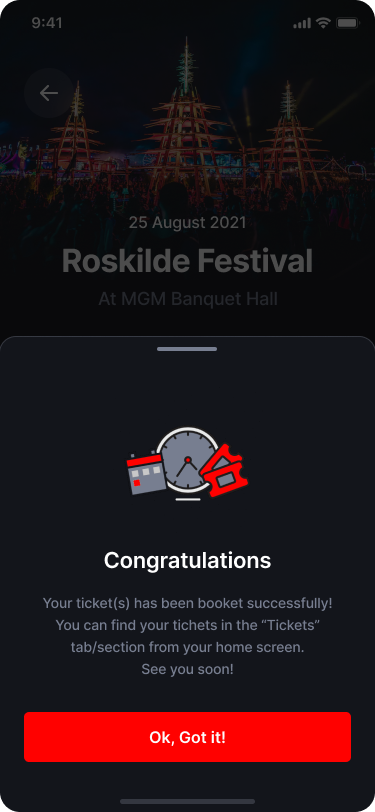 9:41
25 August 2021
Roskilde Festival
At MGM Banquet Hall
Congratulations
Your ticket(s) has been booket successfully!
You can find your tichets in the “Tickets”
tab/section from your home screen.
See you soon!
Ok, Got it!